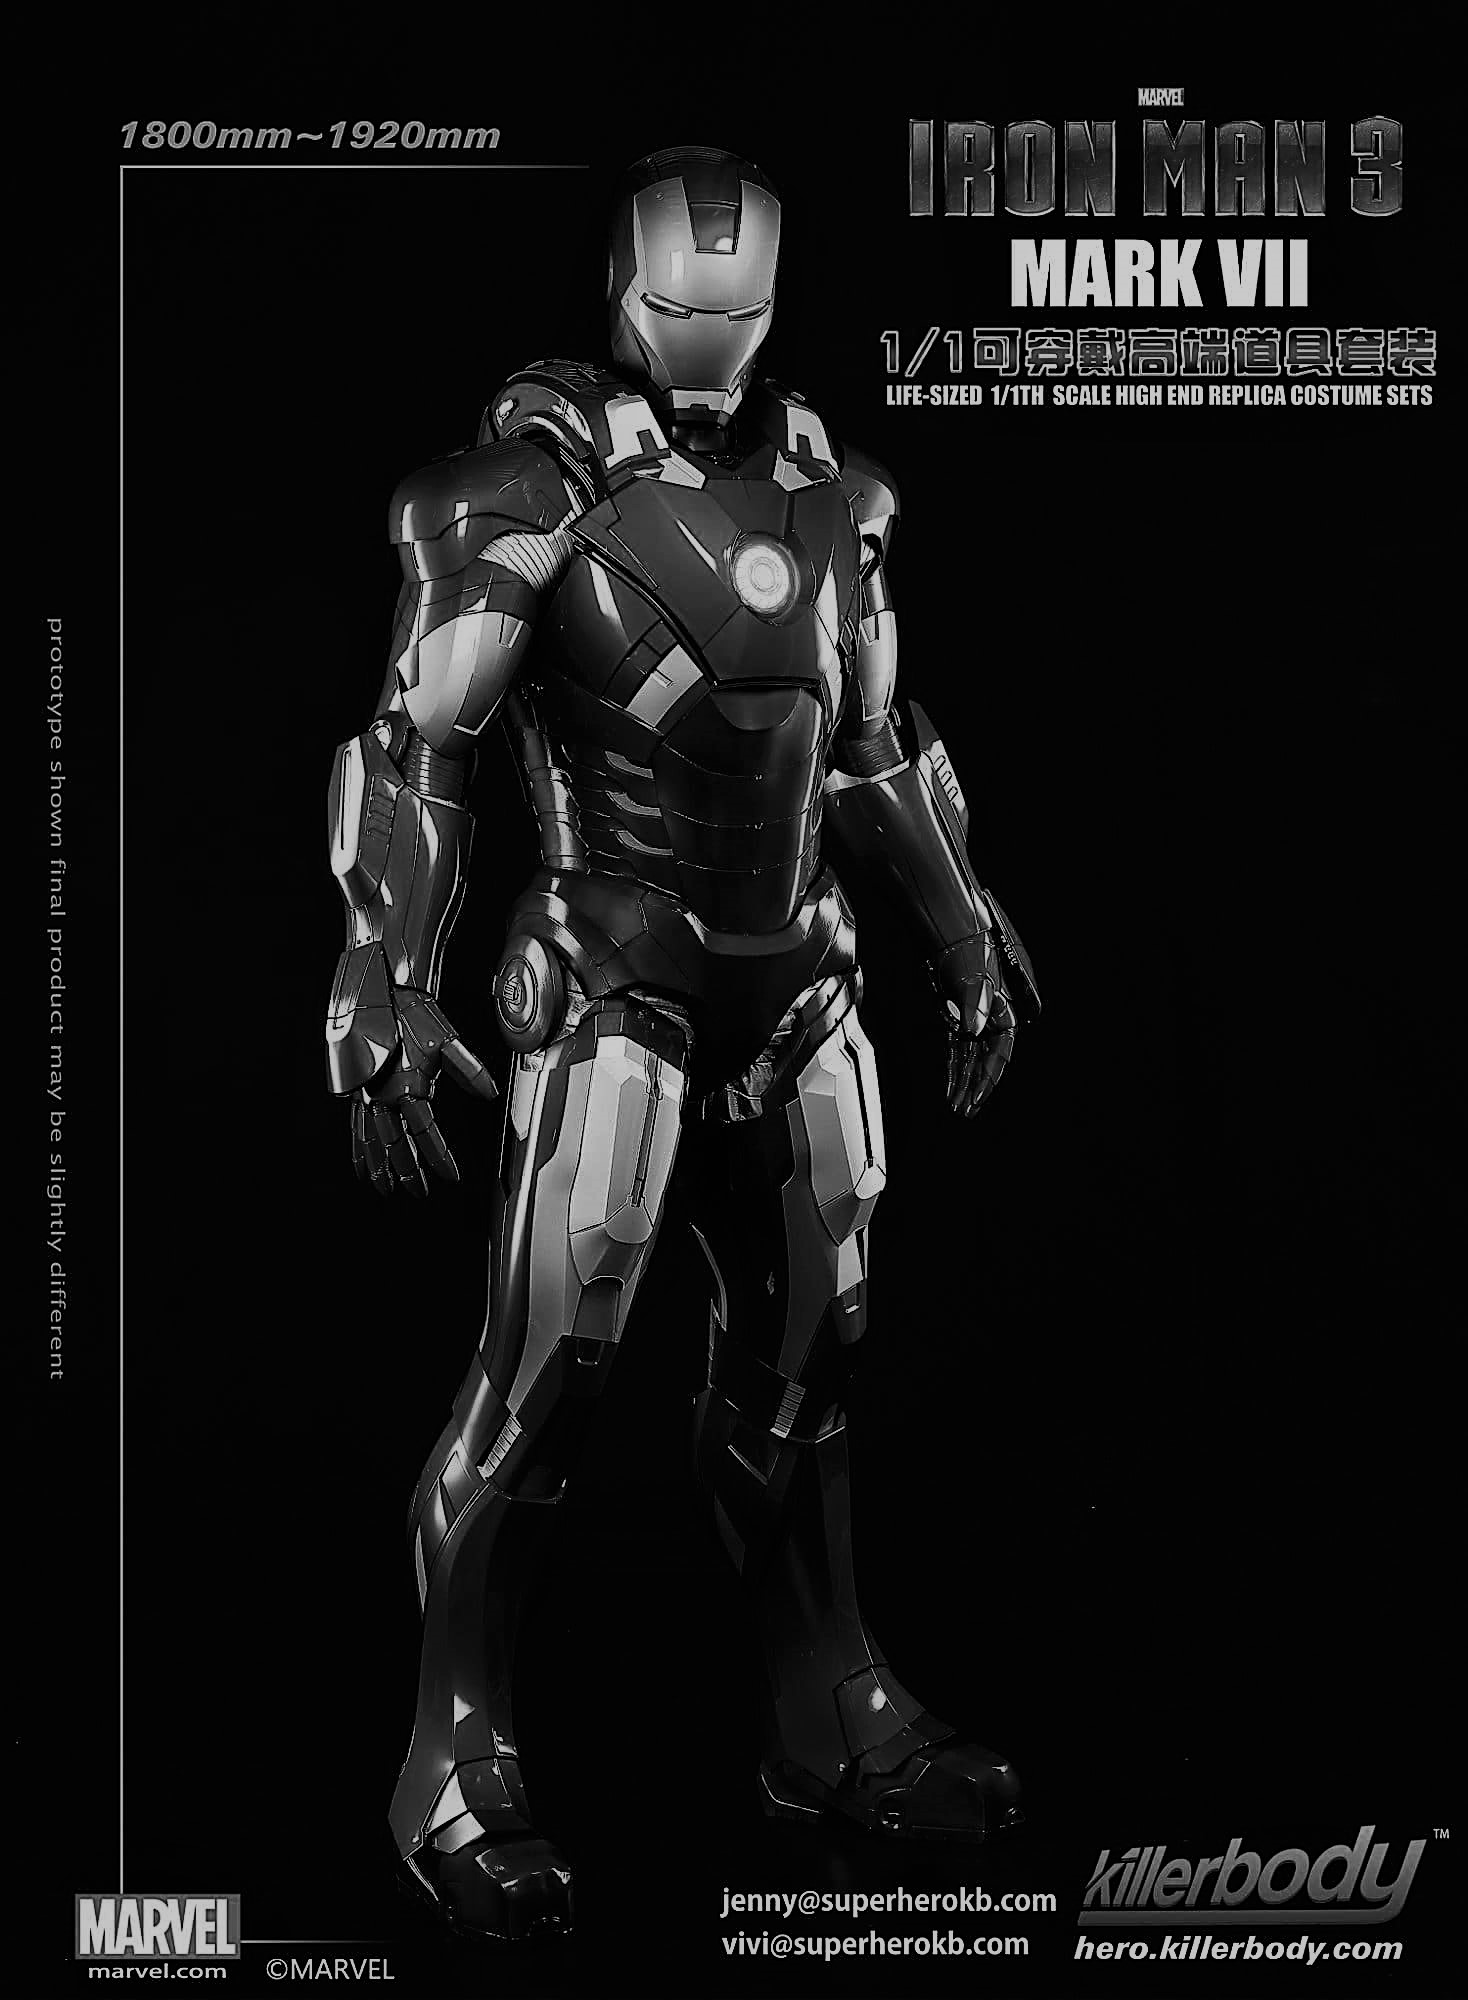 1800mm~1920mm
MARVEL
IRON MAN 3
MARK VII
1/1可穿戴高端道具套装
LIFE-SIZED 1/1TH SCALE HIGH END REPLICA COSTUME SETS
prototype shown final product may be slightly different
killerbody™
jenny@superherokb.com
vivi@superherokb.com
hero.killerbody.com
MARVEL
marvel.com
©MARVEL